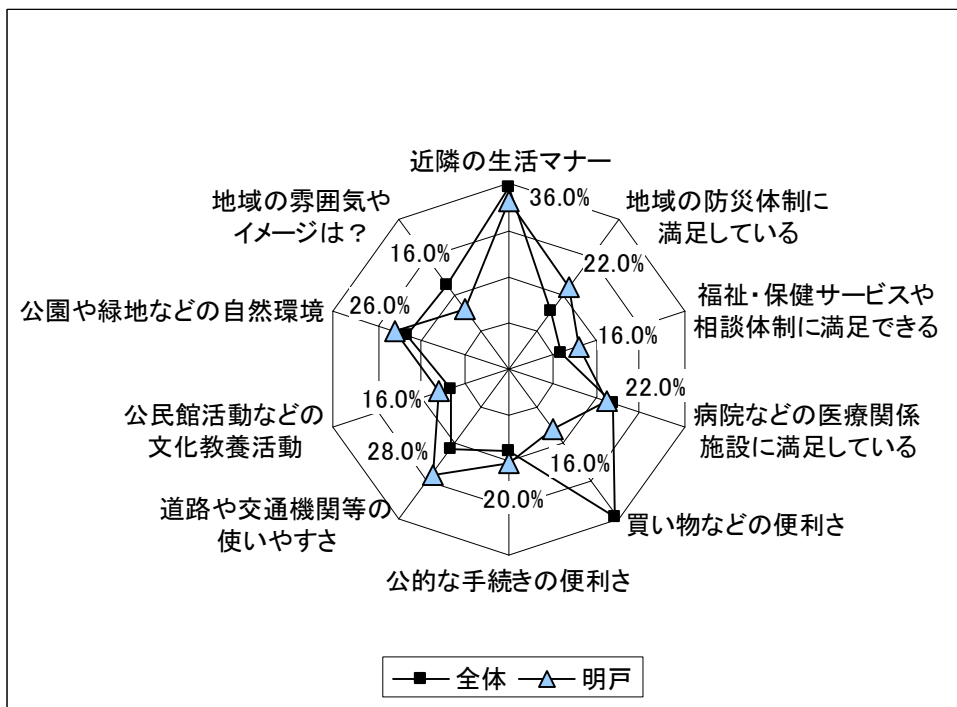 近隣の生活マナー
36.0%
地域の防災体制に
満足している
22.0%
福祉・保健サービスや
相談体制に満足できる
16.0%
病院などの医療関係
施設に満足している
22.0%
買い物などの便利さ
16.0%
公的な手続きの便利さ
20.0%
道路や交通機関等の
使いやすさ
28.0%
公民館活動などの
文化教養活動
16.0%
公園や緑地などの自然環境
26.0%
地域の雰囲気や
イメージは？
16.0%
全体
明戸